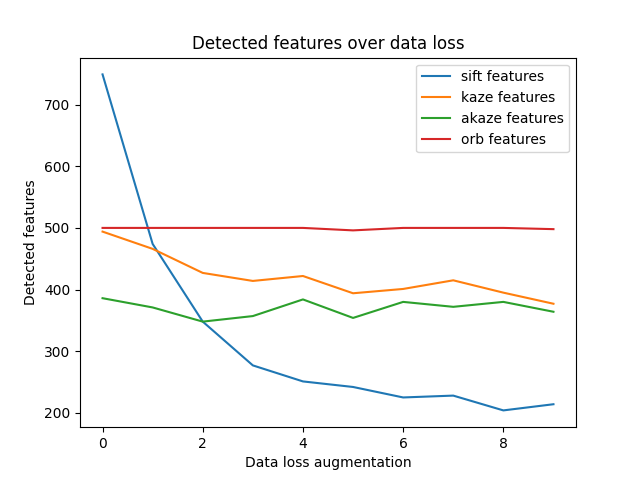 Detected features over data loss
sift features
kaze features
akaze features
orb features
Detected features
700
600
500
400
300
200
0 2 4 6 8
Data loss augmentation